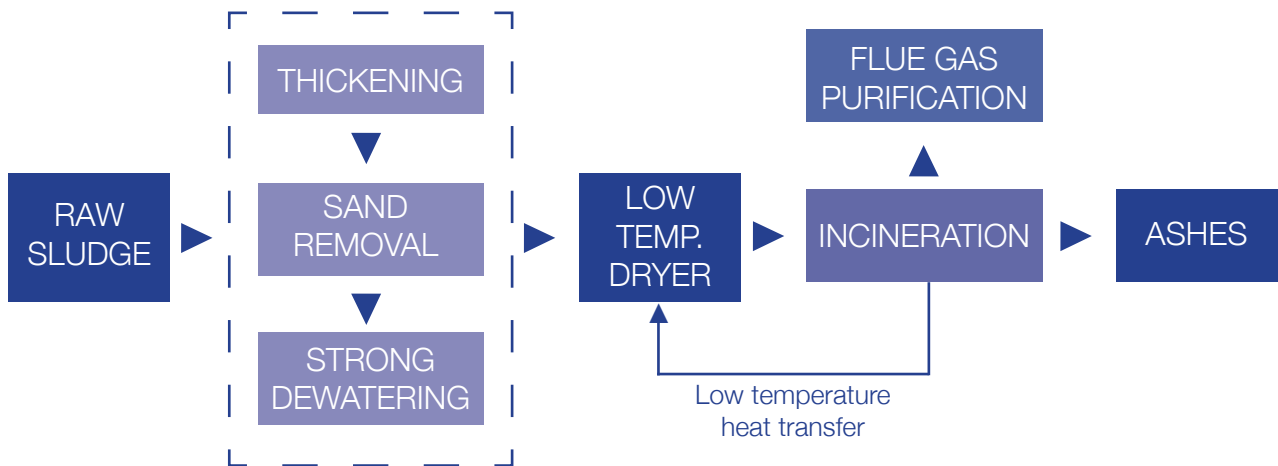 RAW
SLUDGE
THICKENING
SAND
REMOVAL
STRONG
DEWATERING
LOW
TEMP.
DRYER
INCINERATION
FLUE GAS
PURIFICATION
ASHES
Low temperature
heat transfer